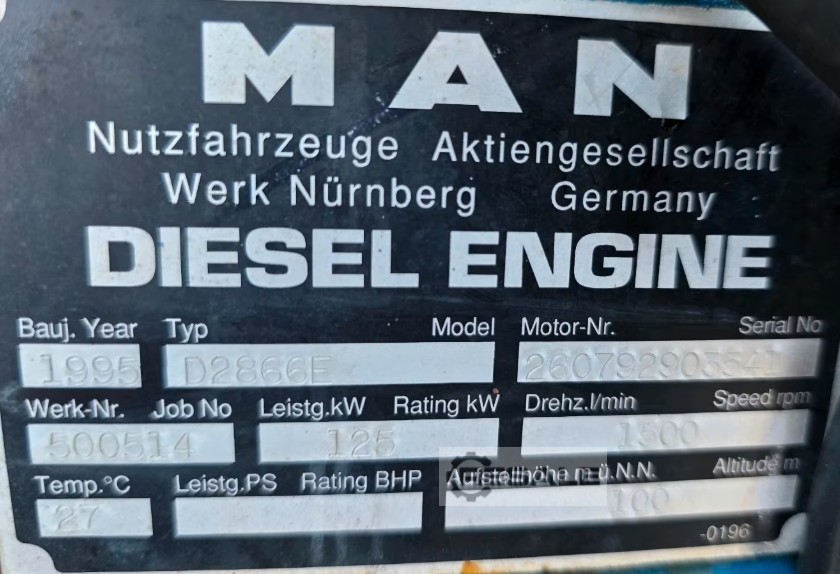 MAN
Nutzfahrzeuge Aktiengesellschaft
Werk Nürnberg Germany
DIESEL ENGINE
Bauj. Year Typ Model Motor-Nr. Serial No
1995 D2866E
Werk-Nr. Job No Leistg.kW Rating kW Drehz.l/min Speed rpm
500514 125 1500
Temp.°C Leistg.PS Rating BHP Aufstellhöhe m ü.N.N. Altitude m
27 100
-0196